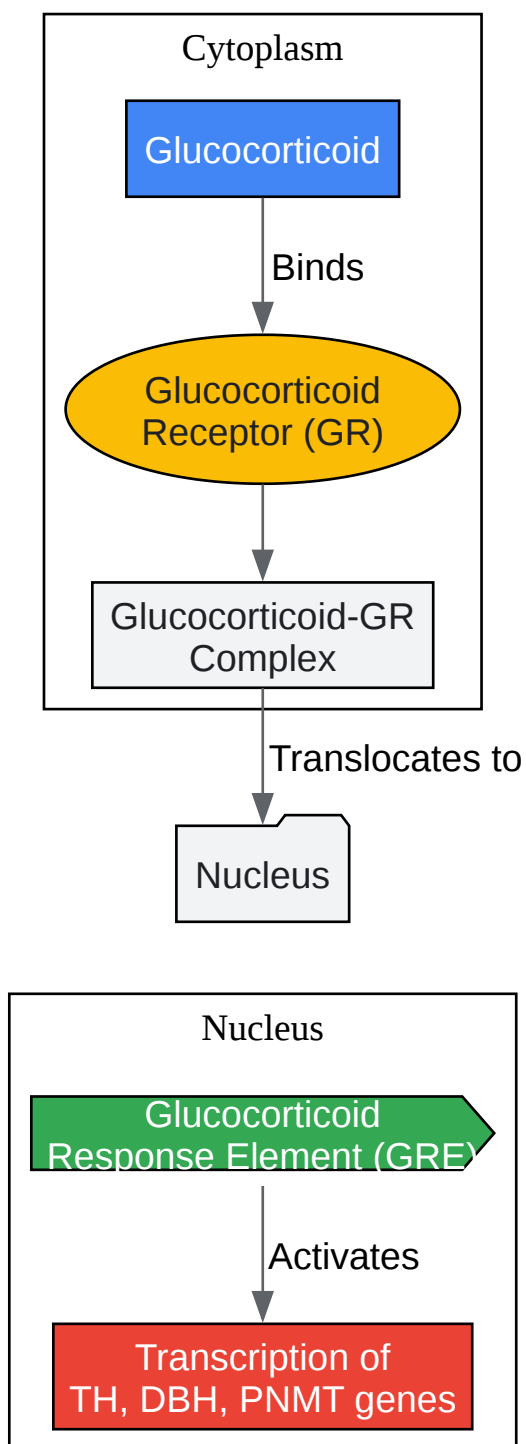 Cytoplasm
Glucocorticoid
Binds
Glucocorticoid
Receptor (GR)
Glucocorticoid-GR
Complex
Translocates to
Nucleus
Nucleus
Glucocorticoid
Response Element (GRE)
Activates
Transcription of
TH, DBH, PNMT genes